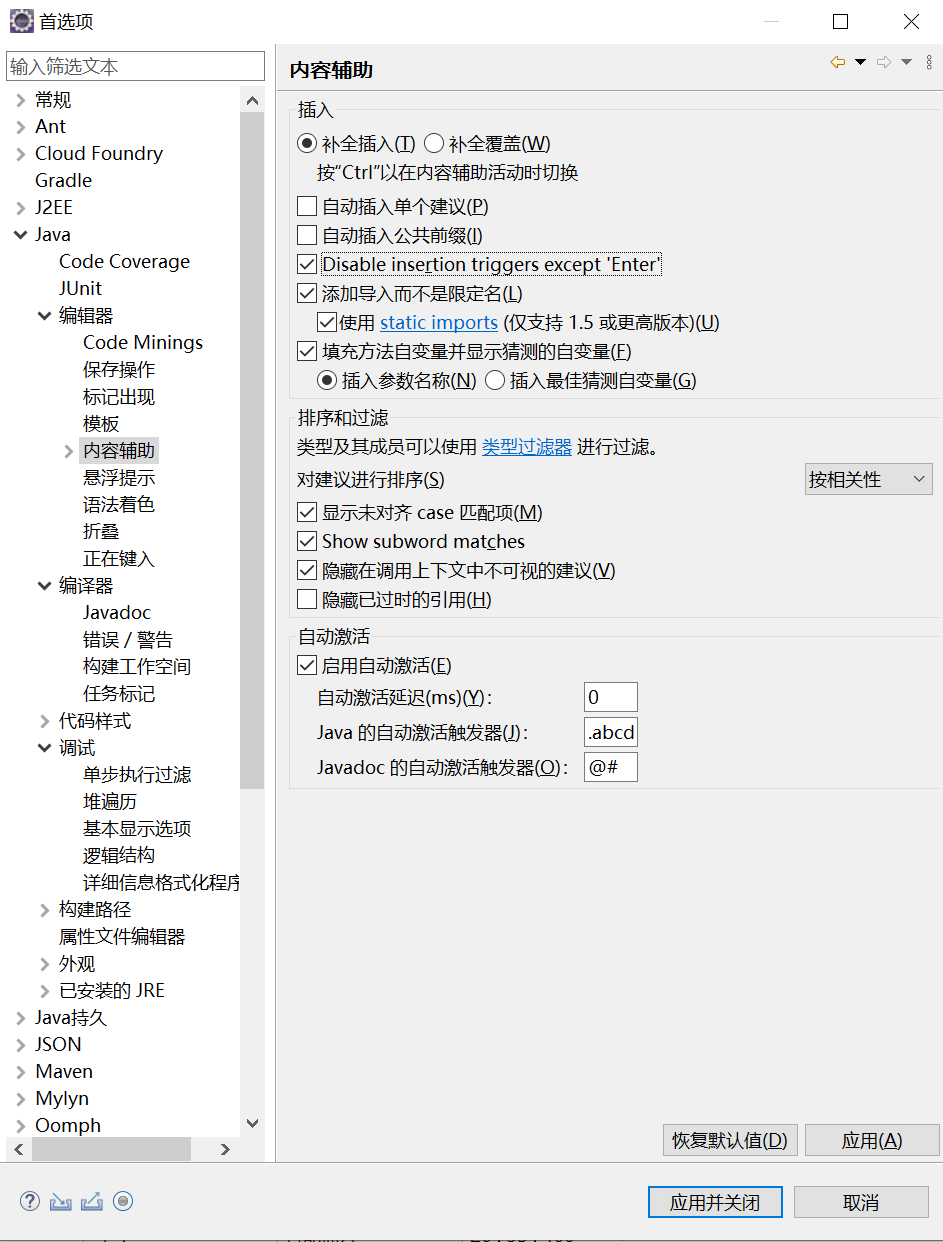 首选项
输入筛选文本
常规
Ant
Cloud Foundry
Gradle
J2EE
Java
Code Coverage
JUnit
编辑器
Code Minings
保存操作
标记出现
模板
内容辅助
悬浮提示
语法着色
折叠
正在键入
编译器
Javadoc
错误 / 警告
构建工作空间
任务标记
代码样式
调试
单步执行过滤
堆遍历
基本显示选项
逻辑结构
详细信息格式化程序
构建路径
属性文件编辑器
外观
已安装的 JRE
Java持久
JSON
Maven
Mylyn
Oomph
内容辅助
插入
补全插入(T) 补全覆盖(W)
按“Ctrl”以在内容辅助活动时切换
自动插入单个建议(P)
自动插入公共前缀(I)
Disable insertion triggers except 'Enter'
添加导入而不是限定名(L)
使用 static imports (仅支持 1.5 或更高版本)(U)
填充方法自变量并显示猜测的自变量(F)
插入参数名称(N) 插入最佳猜测自变量(G)
排序和过滤
类型及其成员可以使用 类型过滤器 进行过滤。
对建议进行排序(S) 按相关性
显示未对齐 case 匹配项(M)
Show subword matches
隐藏在调用上下文中不可视的建议(V)
隐藏已过时的引用(H)
自动激活
启用自动激活(E)
自动激活延迟(ms)(Y): 0
Java 的自动激活触发器(J): .abcd
Javadoc 的自动激活触发器(O): @#
恢复默认值(D) 应用(A)
应用并关闭 取消